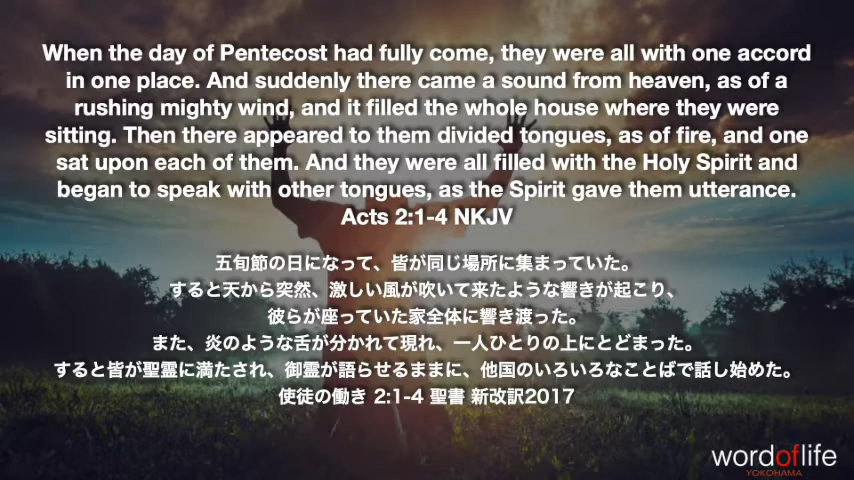 When the day of Pentecost had fully come, they were all with one accord
in one place. And suddenly there came a sound from heaven, as of a
rushing mighty wind, and it filled the whole house where they were
sitting. Then there appeared to them divided tongues, as of fire, and one
sat upon each of them. And they were all filled with the Holy Spirit and
began to speak with other tongues, as the Spirit gave them utterance.
Acts 2:1-4 NKJV
五旬節の日になって、皆が同じ場所に集まっていた。
すると天から突然、激しい風が吹いて来たような響きが起こり、
彼らが座っていた家全体に響き渡った。
また、炎のような舌が分かれて現れ、一人ひとりの上にとどまった。
すると皆が聖霊に満たされ、御霊が語らせるままに、他国のいろいろなことばで話し始めた。
使徒の働き 2:1-4 聖書 新改訳2017
wordoflife
YOKOHAMA